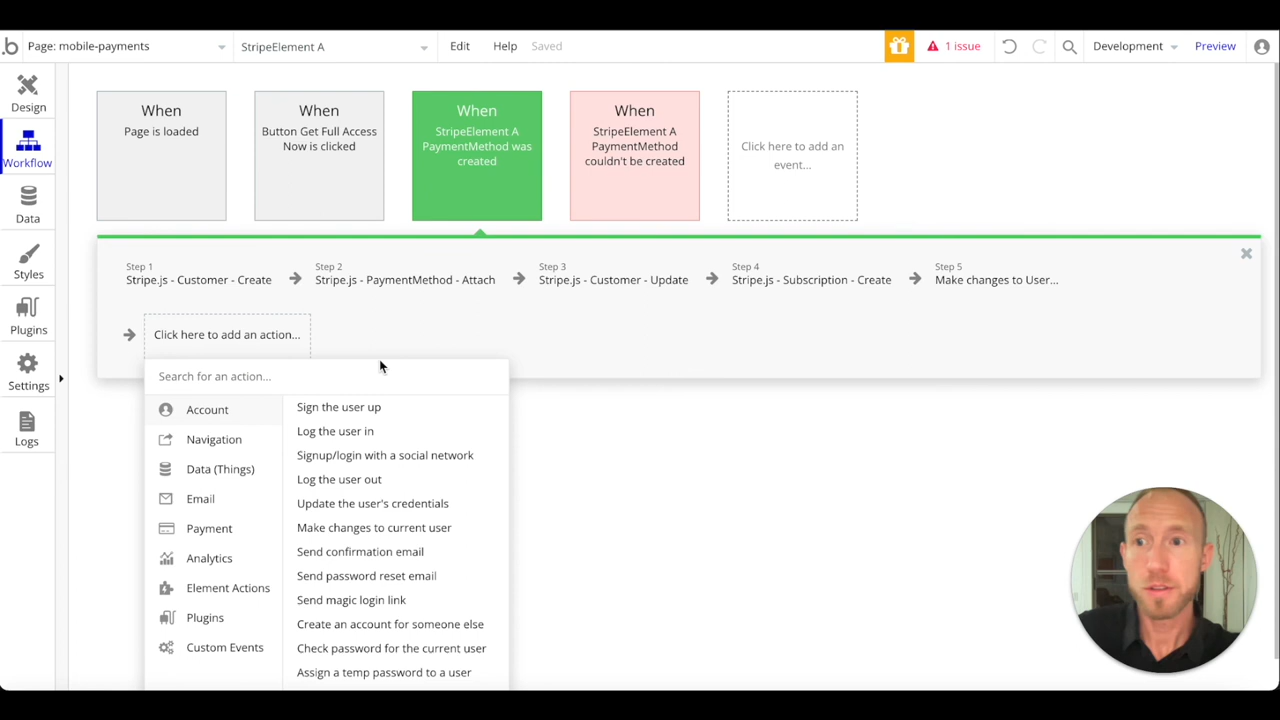 b Page: mobile-payments StripeElement A Edit Help Saved 1 issue Development Preview
Design
Workflow
Data
Styles
Plugins
Settings
Logs
When
Page is loaded
When
Button Get Full Access
Now is clicked
When
StripeElement A
PaymentMethod was
created
When
StripeElement A
PaymentMethod
couldn't be created
Click here to add an
event...
Step 1
Stripe.js - Customer - Create
Step 2
Stripe.js - PaymentMethod - Attach
Step 3
Stripe.js - Customer - Update
Step 4
Stripe.js - Subscription - Create
Step 5
Make changes to User...
Click here to add an action...
Search for an action...
Account
Navigation
Data (Things)
Email
Payment
Analytics
Element Actions
Plugins
Custom Events
Sign the user up
Log the user in
Signup/login with a social network
Log the user out
Update the user's credentials
Make changes to current user
Send confirmation email
Send password reset email
Send magic login link
Create an account for someone else
Check password for the current user
Assign a temp password to a user